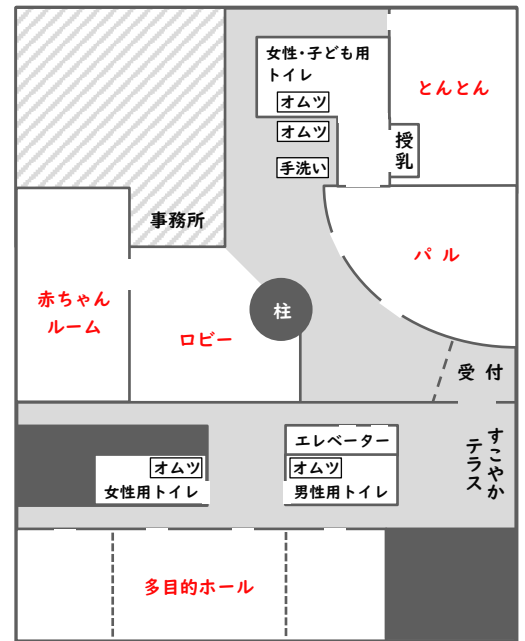 女性・子ども用
トイレ
オムツ
オムツ
手洗い
とんとん
授乳
事務所
パル
赤ちゃん
ルーム
ロビー
柱
受付
すこやか
テラス
エレベーター
オムツ
女性用トイレ
オムツ
男性用トイレ
多目的ホール